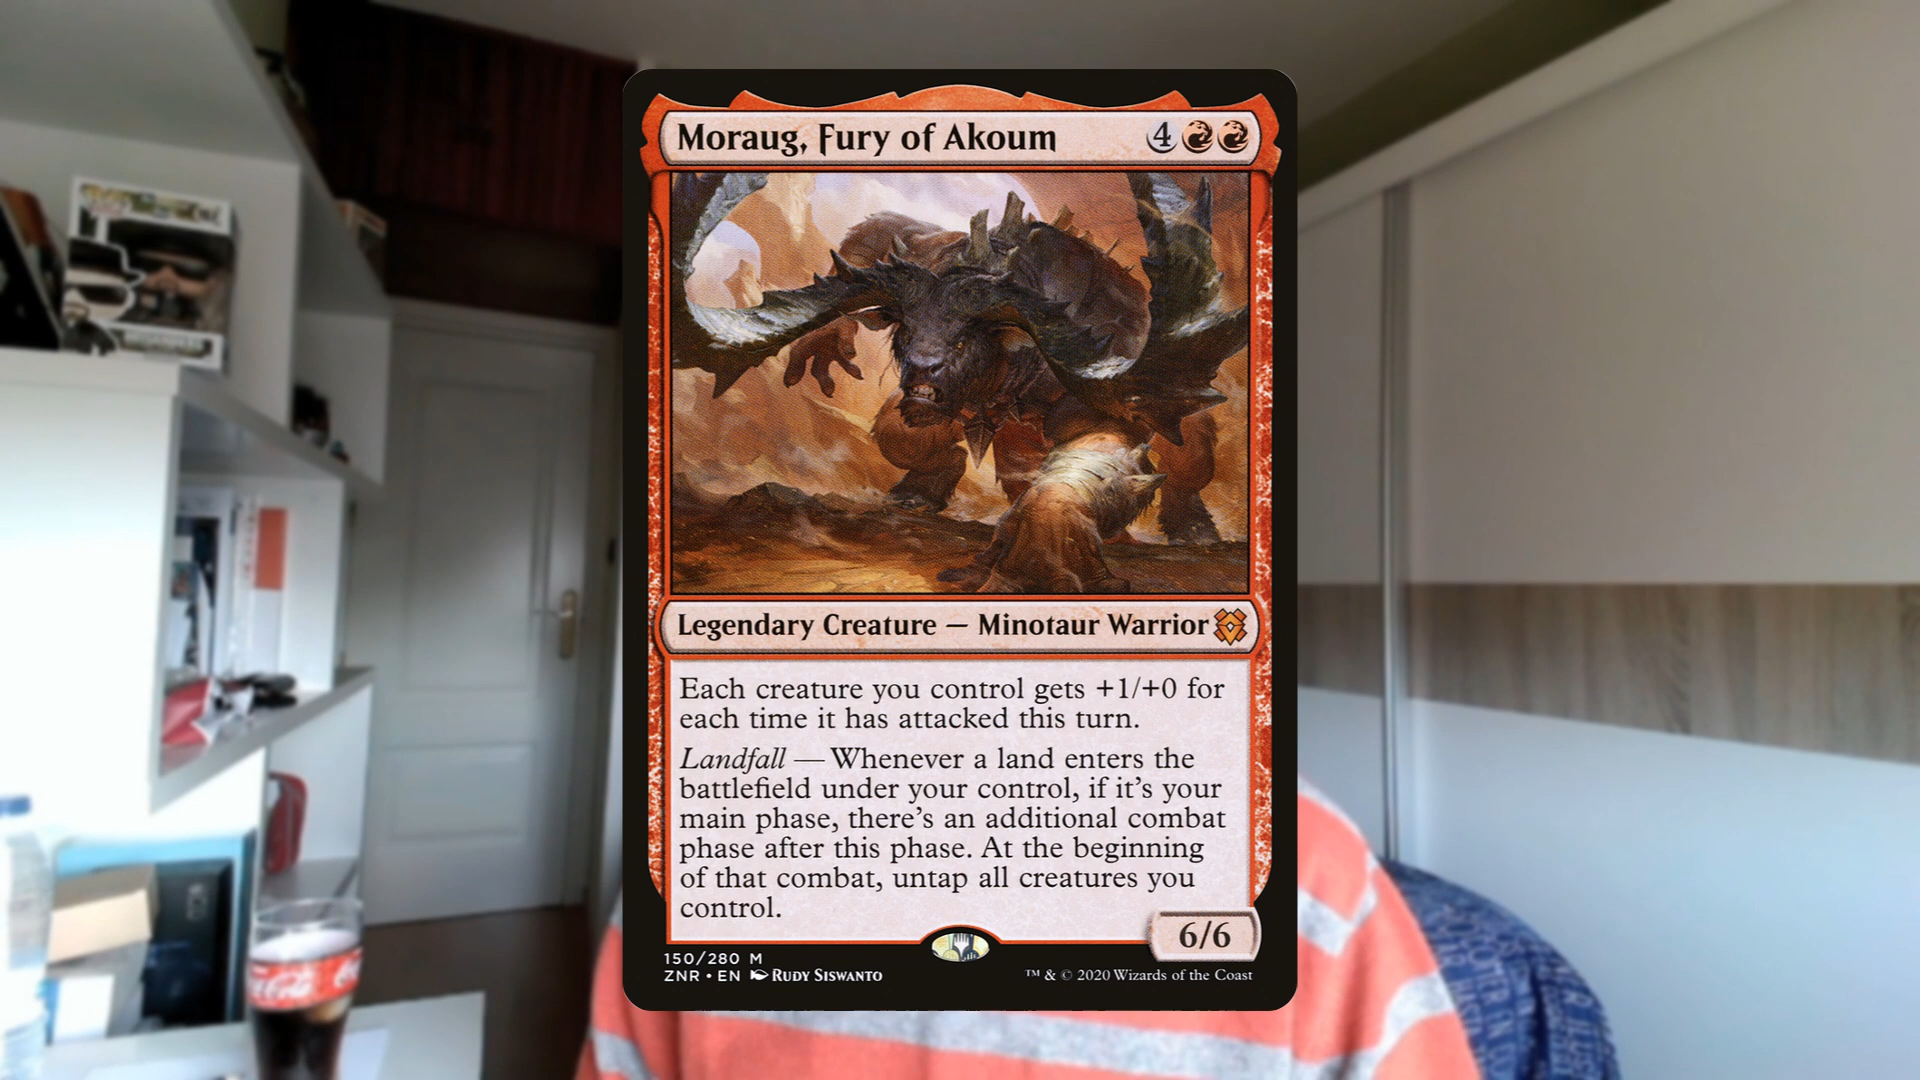 Moraug, Fury of Akoum
4
Legendary Creature — Minotaur Warrior
Each creature you control gets +1/+0 for
each time it has attacked this turn.
Landfall — Whenever a land enters the
battlefield under your control, if it's your
main phase, there's an additional combat
phase after this phase. At the beginning
of that combat, untap all creatures you
control.
6/6
150/280 M
ZNR • EN Rudy Siswanto
™ & © 2020 Wizards of the Coast